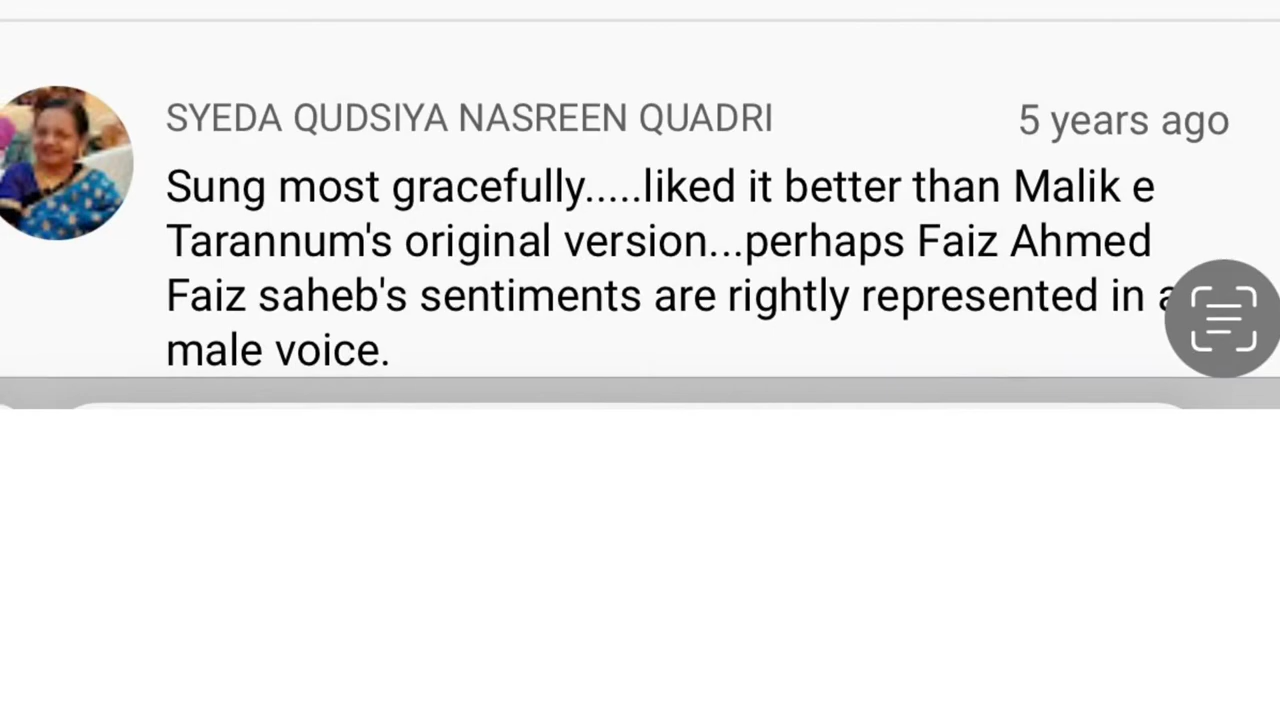 SYEDA QUDSIYA NASREEN QUADRI 5 years ago
Sung most gracefully.....liked it better than Malik e
Tarannum's original version...perhaps Faiz Ahmed
Faiz saheb's sentiments are rightly represented in a
male voice.